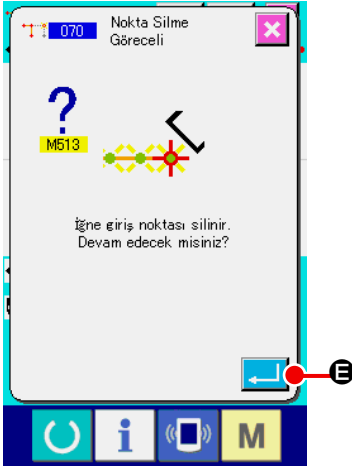 070
Nokta Silme
Göreceli
?
M513
İğne giriş noktası silinir.
Devam edecek misiniz?
E
i
M